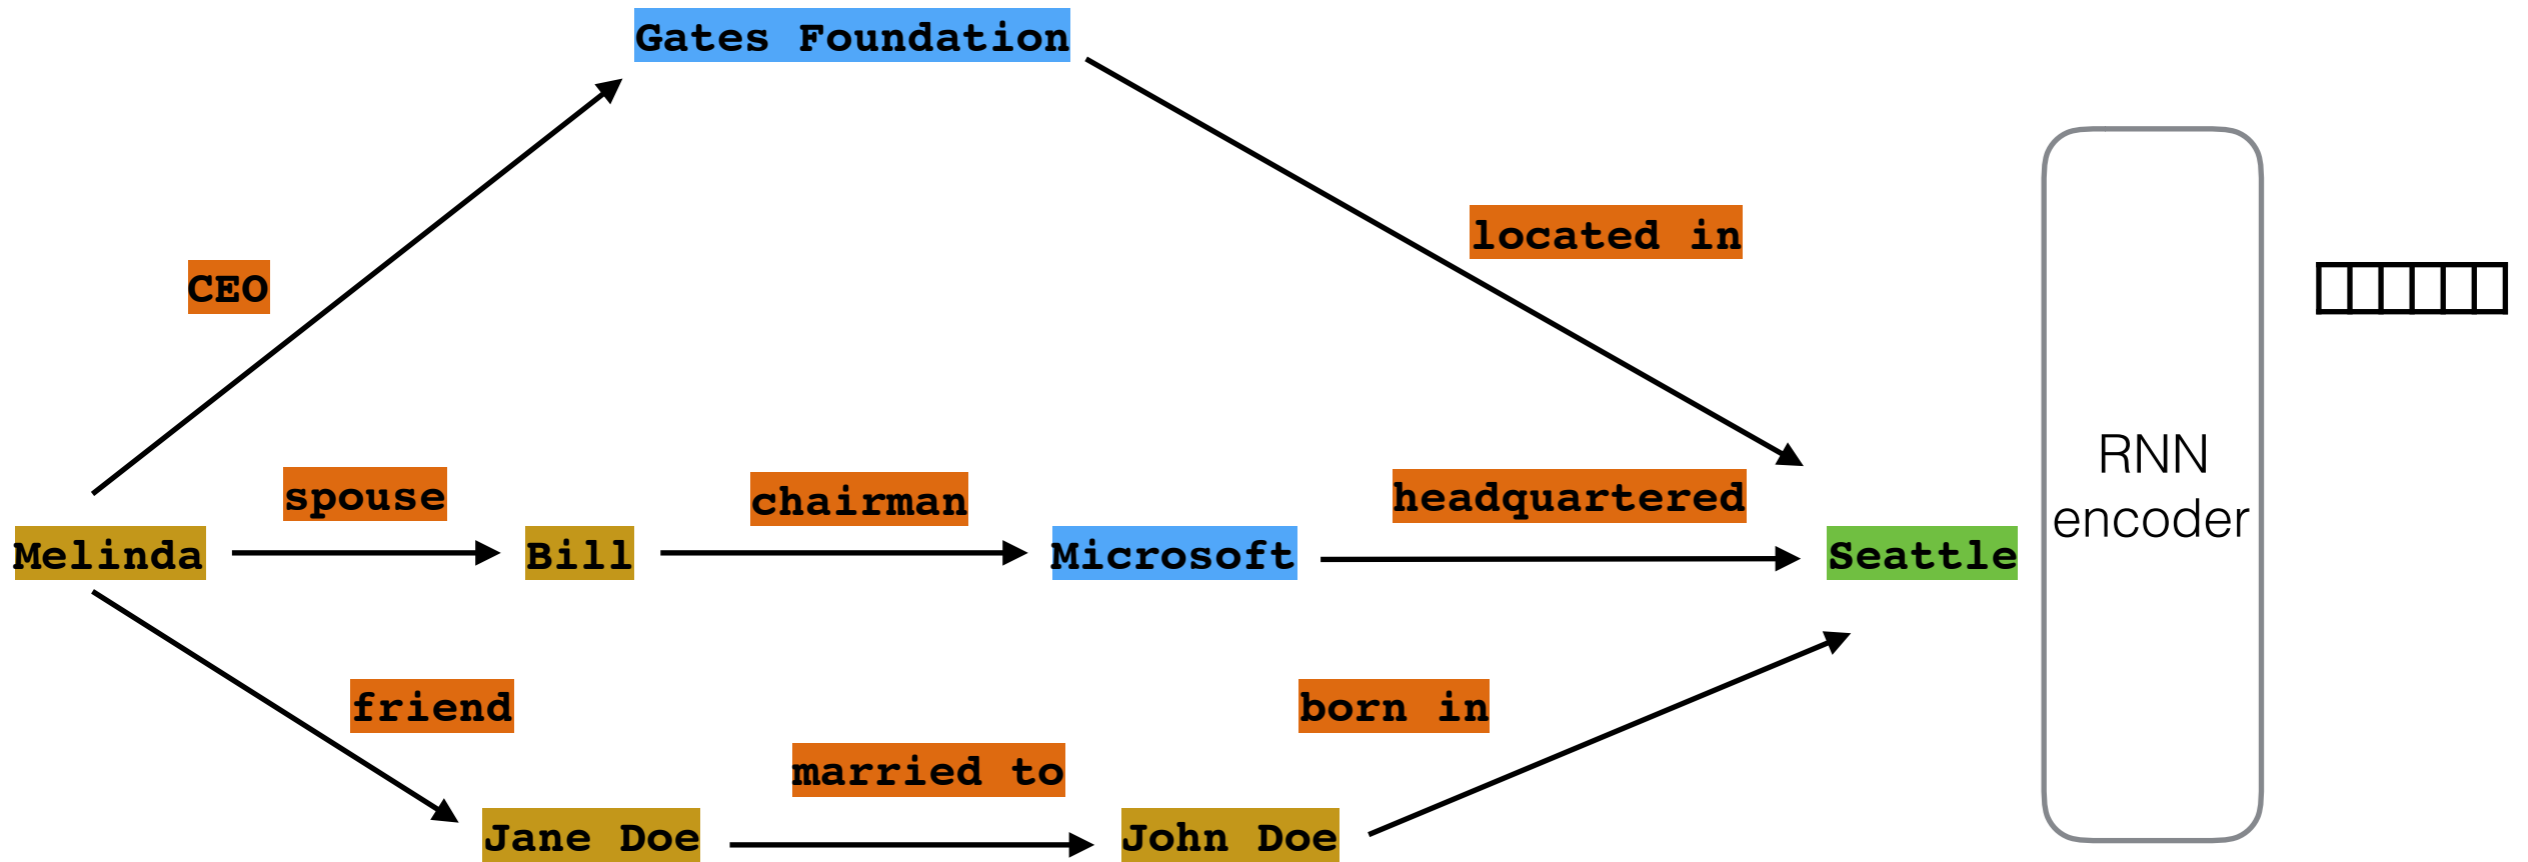 Gates Foundation
located in
CEO
spouse
chairman
headquartered
RNN
encoder
Melinda
Bill
Microsoft
Seattle
friend
born in
married to
Jane Doe
John Doe